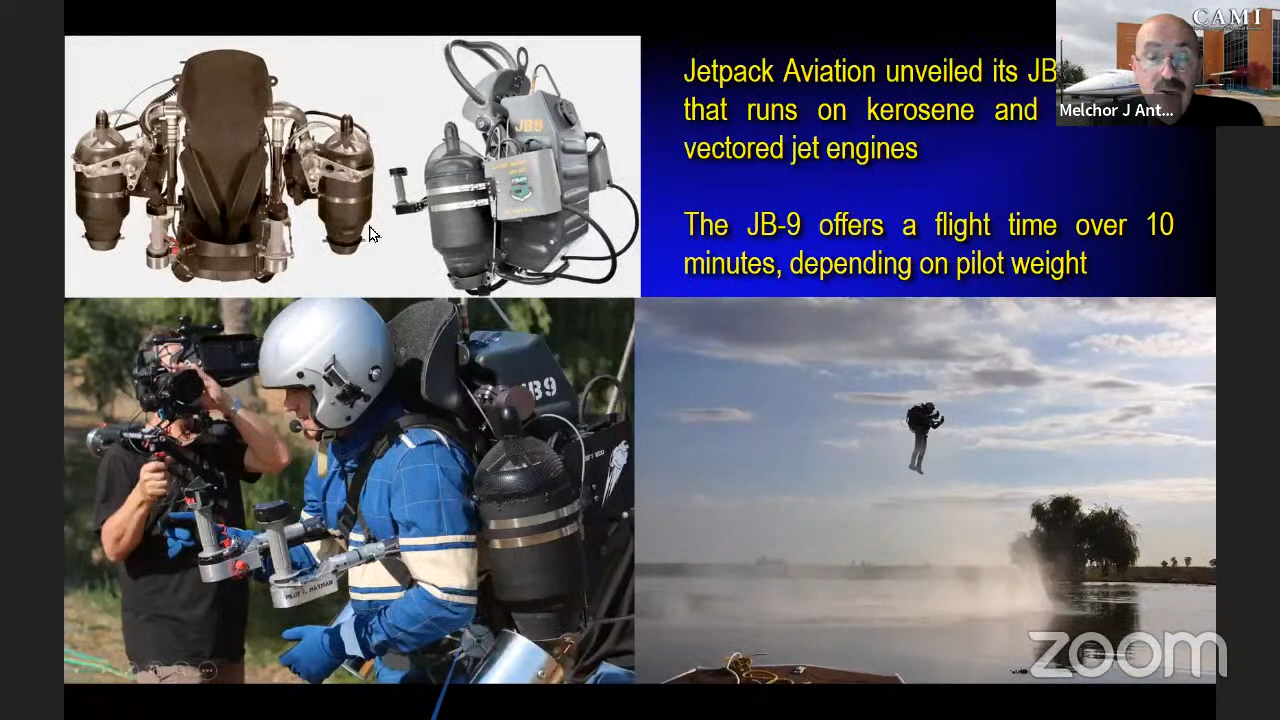 CAMI
Jetpack Aviation unveiled its JB
that runs on kerosene and
vectored jet engines
Melchor J Ant...
The JB-9 offers a flight time over 10
minutes, depending on pilot weight
JB9
JB9
zoom